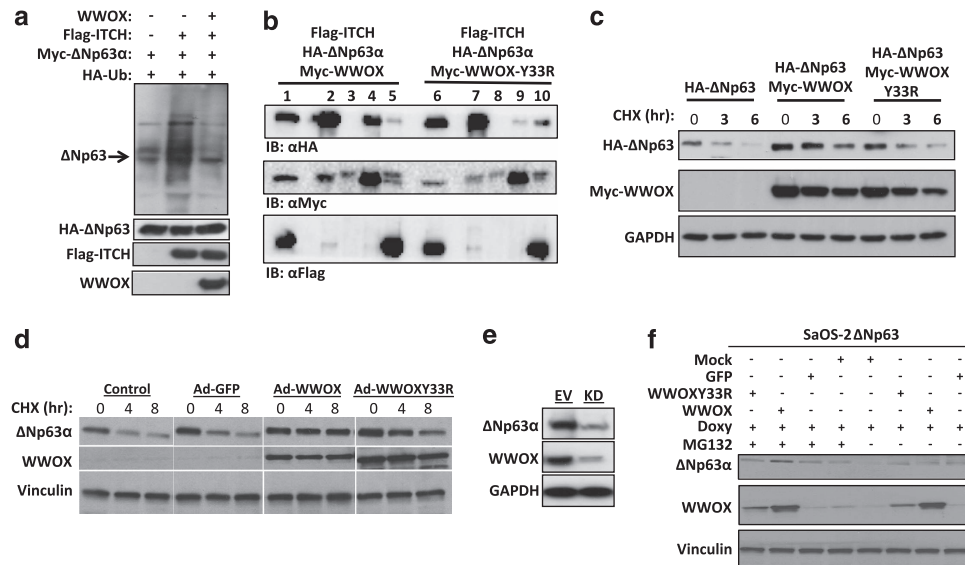 a
WWOX: - - +
Flag-ITCH: - + +
Myc-ΔNp63α: + + +
HA-Ub: + + +
ΔNp63
HA-ΔNp63
Flag-ITCH
WWOX
b
Flag-ITCH
HA-ΔNp63α
Myc-WWOX
Flag-ITCH
HA-ΔNp63α
Myc-WWOX-Y33R
1 2 3 4 5 6 7 8 9 10
IB: αHA
IB: αMyc
IB: αFlag
c
HA-ΔNp63
HA-ΔNp63
Myc-WWOX
HA-ΔNp63
Myc-WWOX
Y33R
CHX (hr): 0 3 6 0 3 6 0 3 6
HA-ΔNp63
Myc-WWOX
GAPDH
d
Control Ad-GFP Ad-WWOX Ad-WWOXY33R
CHX (hr): 0 4 8 0 4 8 0 4 8 0 4 8
ΔNp63α
WWOX
Vinculin
e
EV KD
ΔNp63α
WWOX
GAPDH
f
SaOS-2 ΔNp63
Mock - - - + + - - -
GFP - - + - - - - +
WWOXY33R + - - - - + - -
WWOX - + - - - - + -
Doxy + + + + + + + +
MG132 + + + + - - - -
ΔNp63α
WWOX
Vinculin